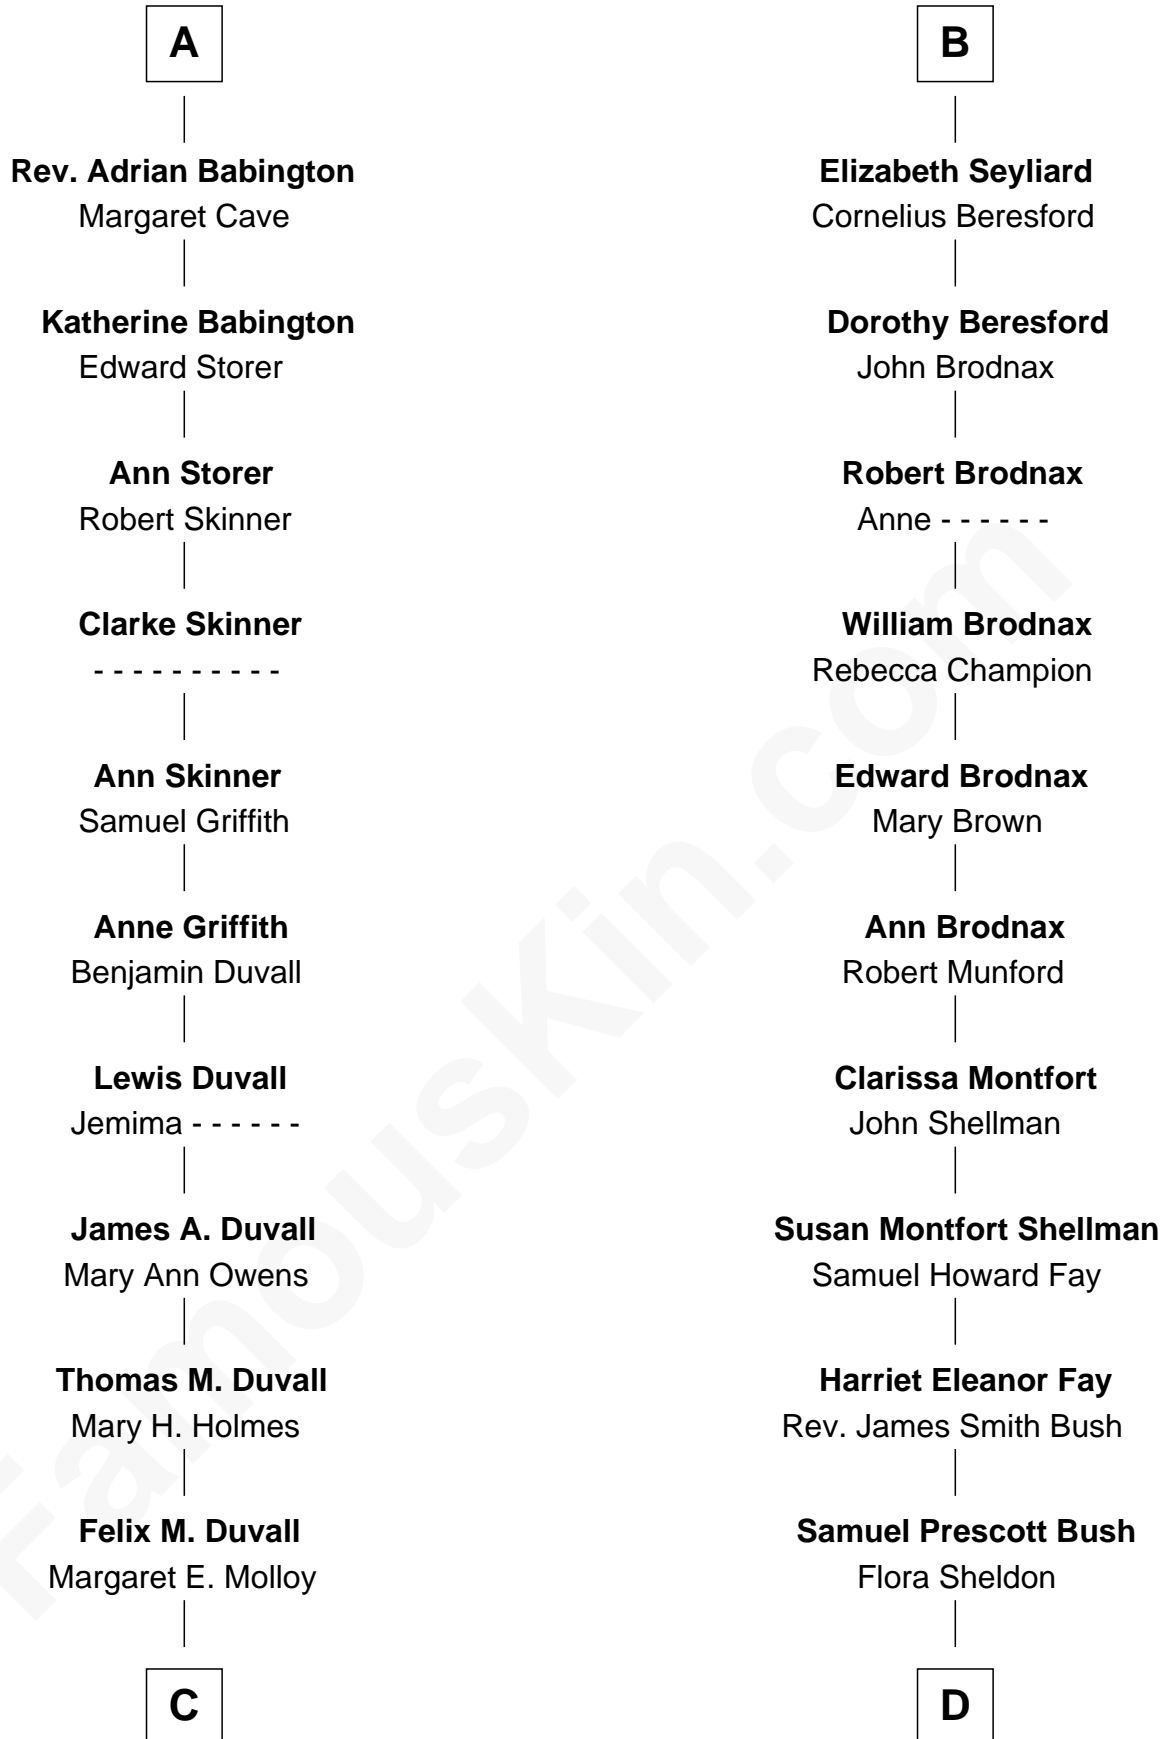 A
Rev. Adrian Babington
Margaret Cave
Katherine Babington
Edward Storer
Ann Storer
Robert Skinner
Clarke Skinner
- - - - - - - - - -
Ann Skinner
Samuel Griffith
Anne Griffith
Benjamin Duvall
Lewis Duvall
Jemima - - - - - -
James A. Duvall
Mary Ann Owens
Thomas M. Duvall
Mary H. Holmes
Felix M. Duvall
Margaret E. Molloy
C
B
Elizabeth Seyliard
Cornelius Beresford
Dorothy Beresford
John Brodnax
Robert Brodnax
Anne - - - - - -
William Brodnax
Rebecca Champion
Edward Brodnax
Mary Brown
Ann Brodnax
Robert Munford
Clarissa Montfort
John Shellman
Susan Montfort Shellman
Samuel Howard Fay
Harriet Eleanor Fay
Rev. James Smith Bush
Samuel Prescott Bush
Flora Sheldon
D
FamousKin.com